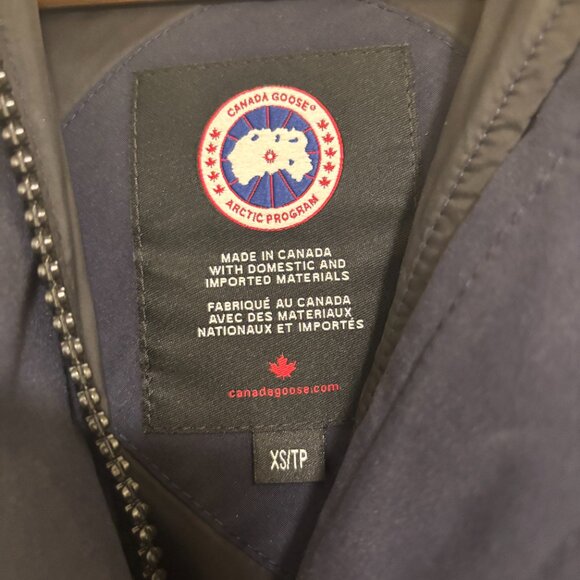 CANADA GOOSE®
ARCTIC PROGRAM
MADE IN CANADA
WITH DOMESTIC AND
IMPORTED MATERIALS
FABRIQUÉ AU CANADA
AVEC DES MATERIAUX
NATIONAUX ET IMPORTÉS
canadagoose.com
XS/TP